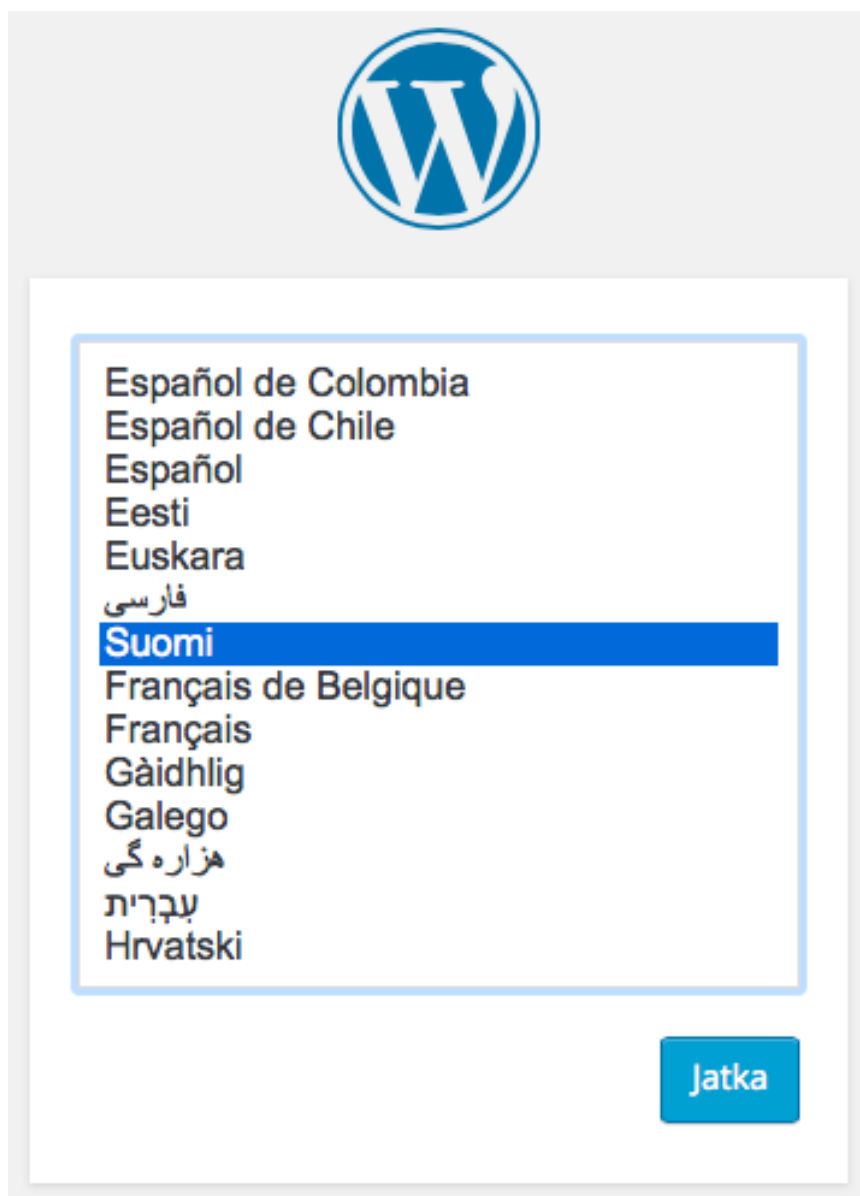 Español de Colombia
Español de Chile
Español
Eesti
Euskara
فارسی
Suomi
Français de Belgique
Français
Gàidhlig
Galego
هزاره گی
עִבְרִית
Hrvatski
Jatka